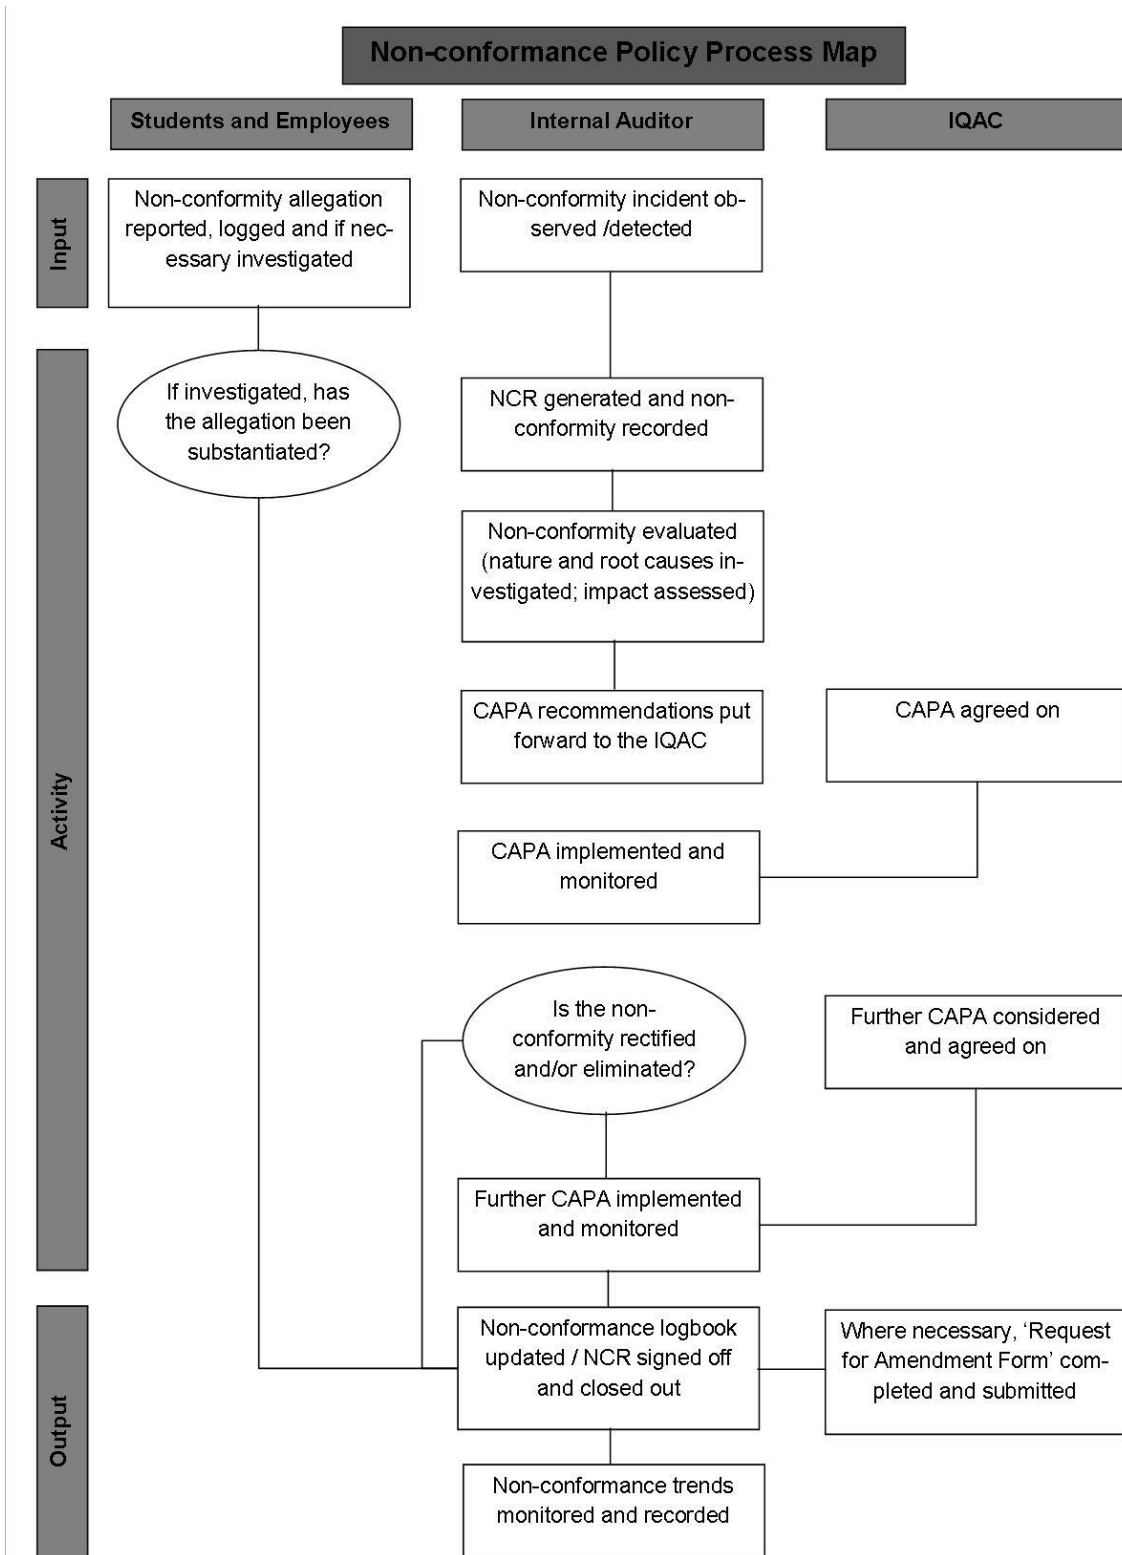 Non-conformance Policy Process Map
Students and Employees
Internal Auditor
IQAC
Input
Non-conformity allegation
reported, logged and if nec-
essary investigated
Non-conformity incident ob-
served /detected
Activity
If investigated, has
the allegation been
substantiated?
NCR generated and non-
conformity recorded
Non-conformity evaluated
(nature and root causes in-
vestigated; impact assessed)
CAPA recommendations put
forward to the IQAC
CAPA agreed on
CAPA implemented and
monitored
Is the non-
conformity rectified
and/or eliminated?
Further CAPA considered
and agreed on
Further CAPA implemented
and monitored
Output
Non-conformance logbook
updated / NCR signed off
and closed out
Where necessary, ‘Request
for Amendment Form’ com-
pleted and submitted
Non-conformance trends
monitored and recorded